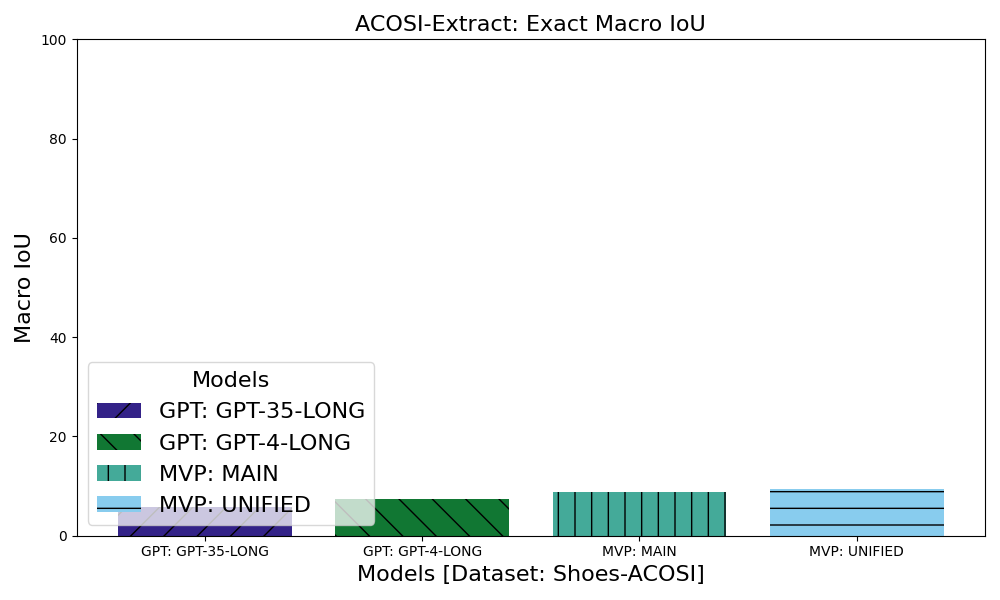 ACOSI-Extract: Exact Macro IoU
100
80
60
40
20
0
Macro IoU
Models
GPT: GPT-35-LONG
GPT: GPT-4-LONG
MVP: MAIN
MVP: UNIFIED
GPT: GPT-35-LONG
GPT: GPT-4-LONG
MVP: MAIN
MVP: UNIFIED
Models [Dataset: Shoes-ACOSI]